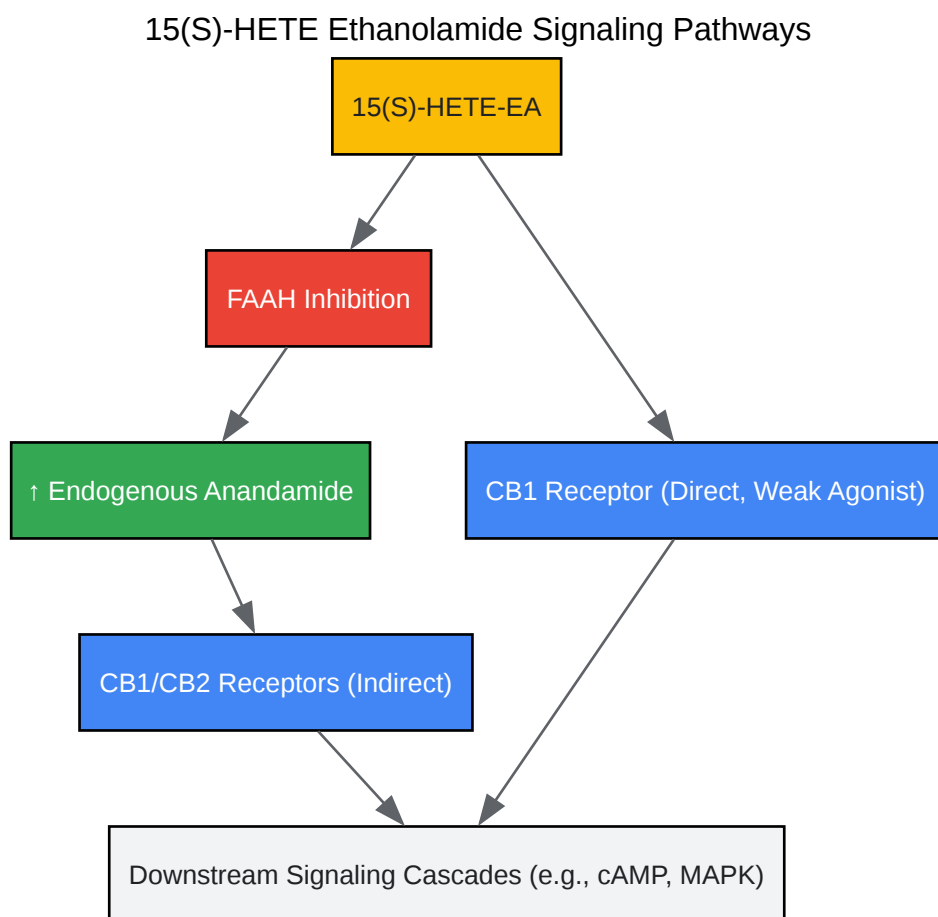 15(S)-HETE Ethanolamide Signaling Pathways
15(S)-HETE-EA
FAAH Inhibition
↑ Endogenous Anandamide
CB1 Receptor (Direct, Weak Agonist)
CB1/CB2 Receptors (Indirect)
Downstream Signaling Cascades (e.g., cAMP, MAPK)